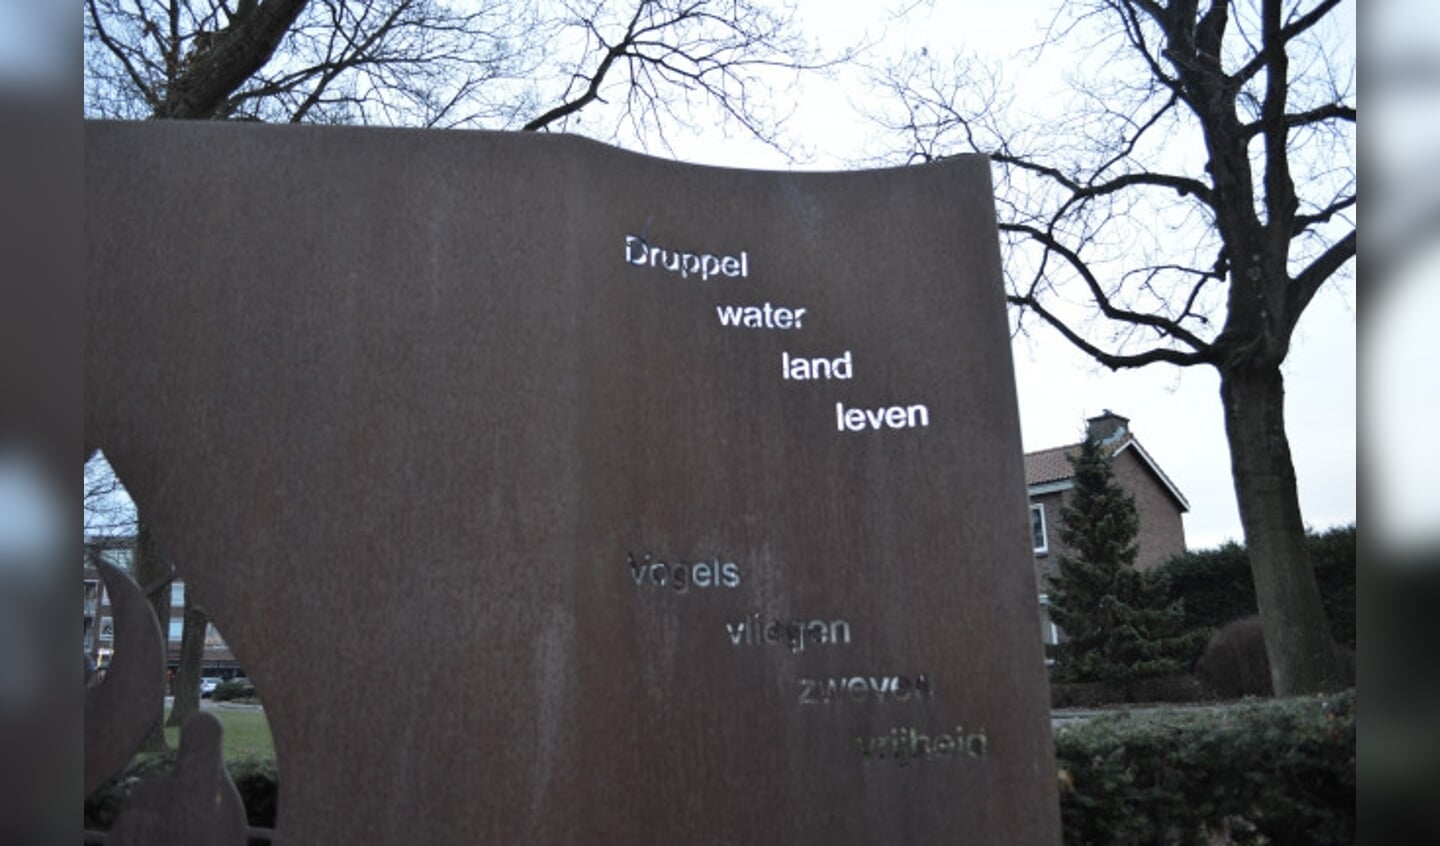 Druppel
water
land
leven
Vogels
vliegen
zweven
vrijheid